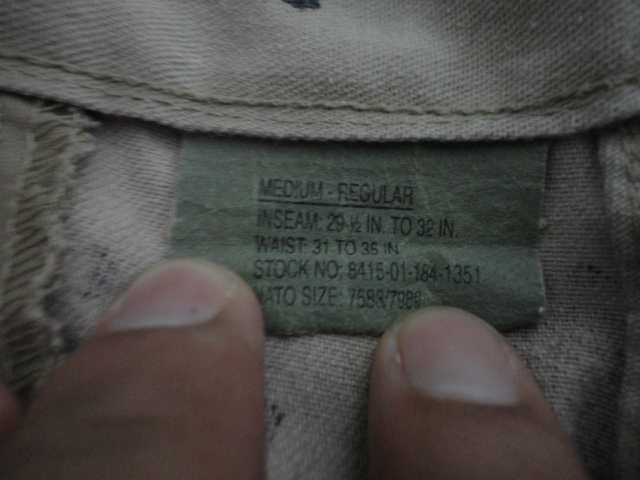 MEDIUM - REGULAR
INSEAM: 29 ½ IN. TO 32 IN.
WAIST: 31 TO 35 IN
STOCK NO: 8415-01-184-1351
NATO SIZE: 7583/7989